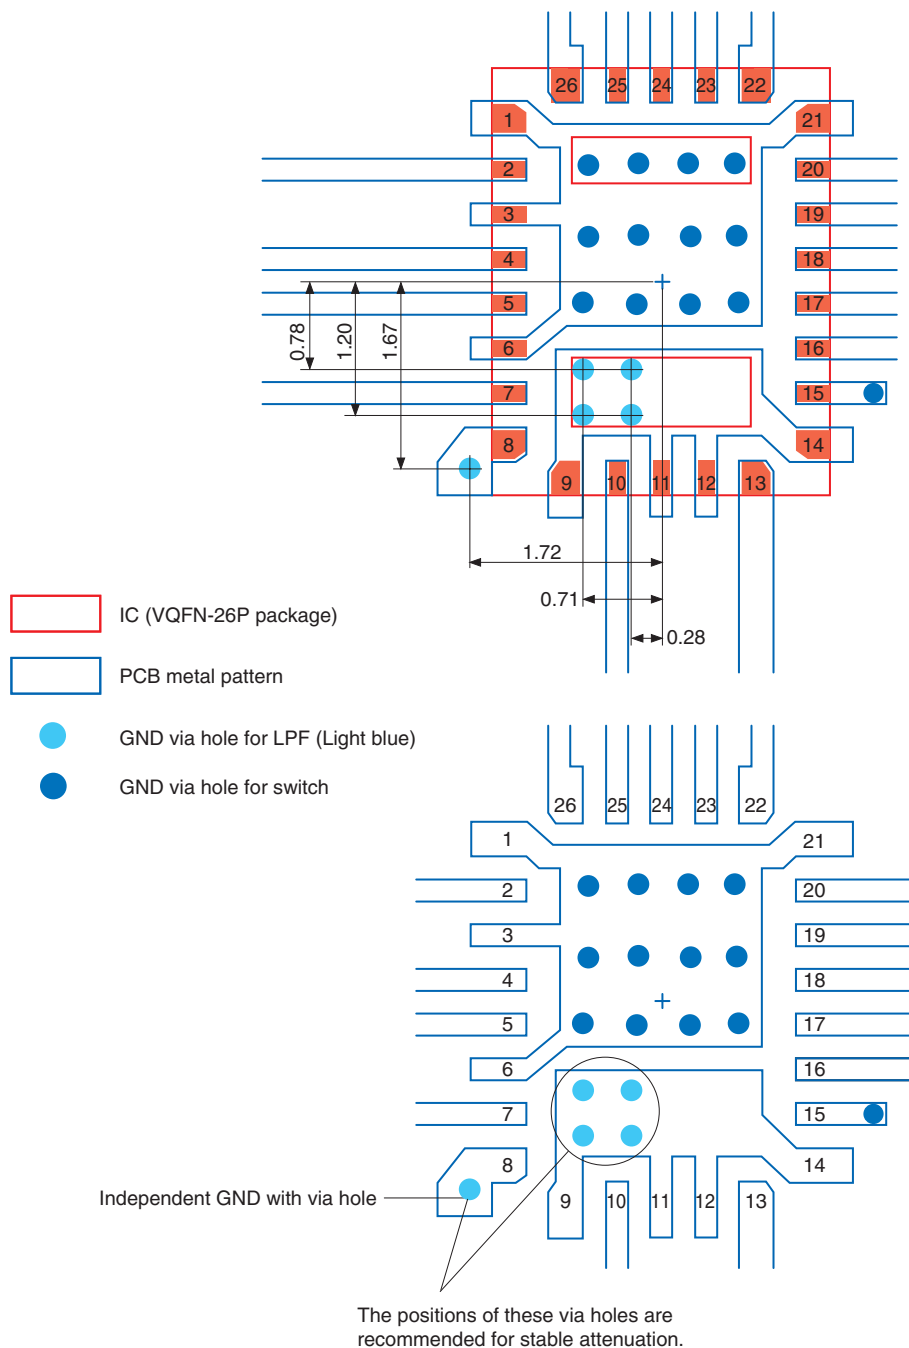 26 25 24 23 22
1 21
2 20
3 19
4 18
5 17
6 16
7 15
8 14
9 10 11 12 13
0.78
1.20
1.67
1.72
0.71
0.28
IC (VQFN-26P package)
PCB metal pattern
GND via hole for LPF (Light blue)
GND via hole for switch
26 25 24 23 22
1 21
2 20
3 19
4 18
5 17
6 16
7 15
8 14
9 10 11 12 13
Independent GND with via hole
The positions of these via holes are
recommended for stable attenuation.